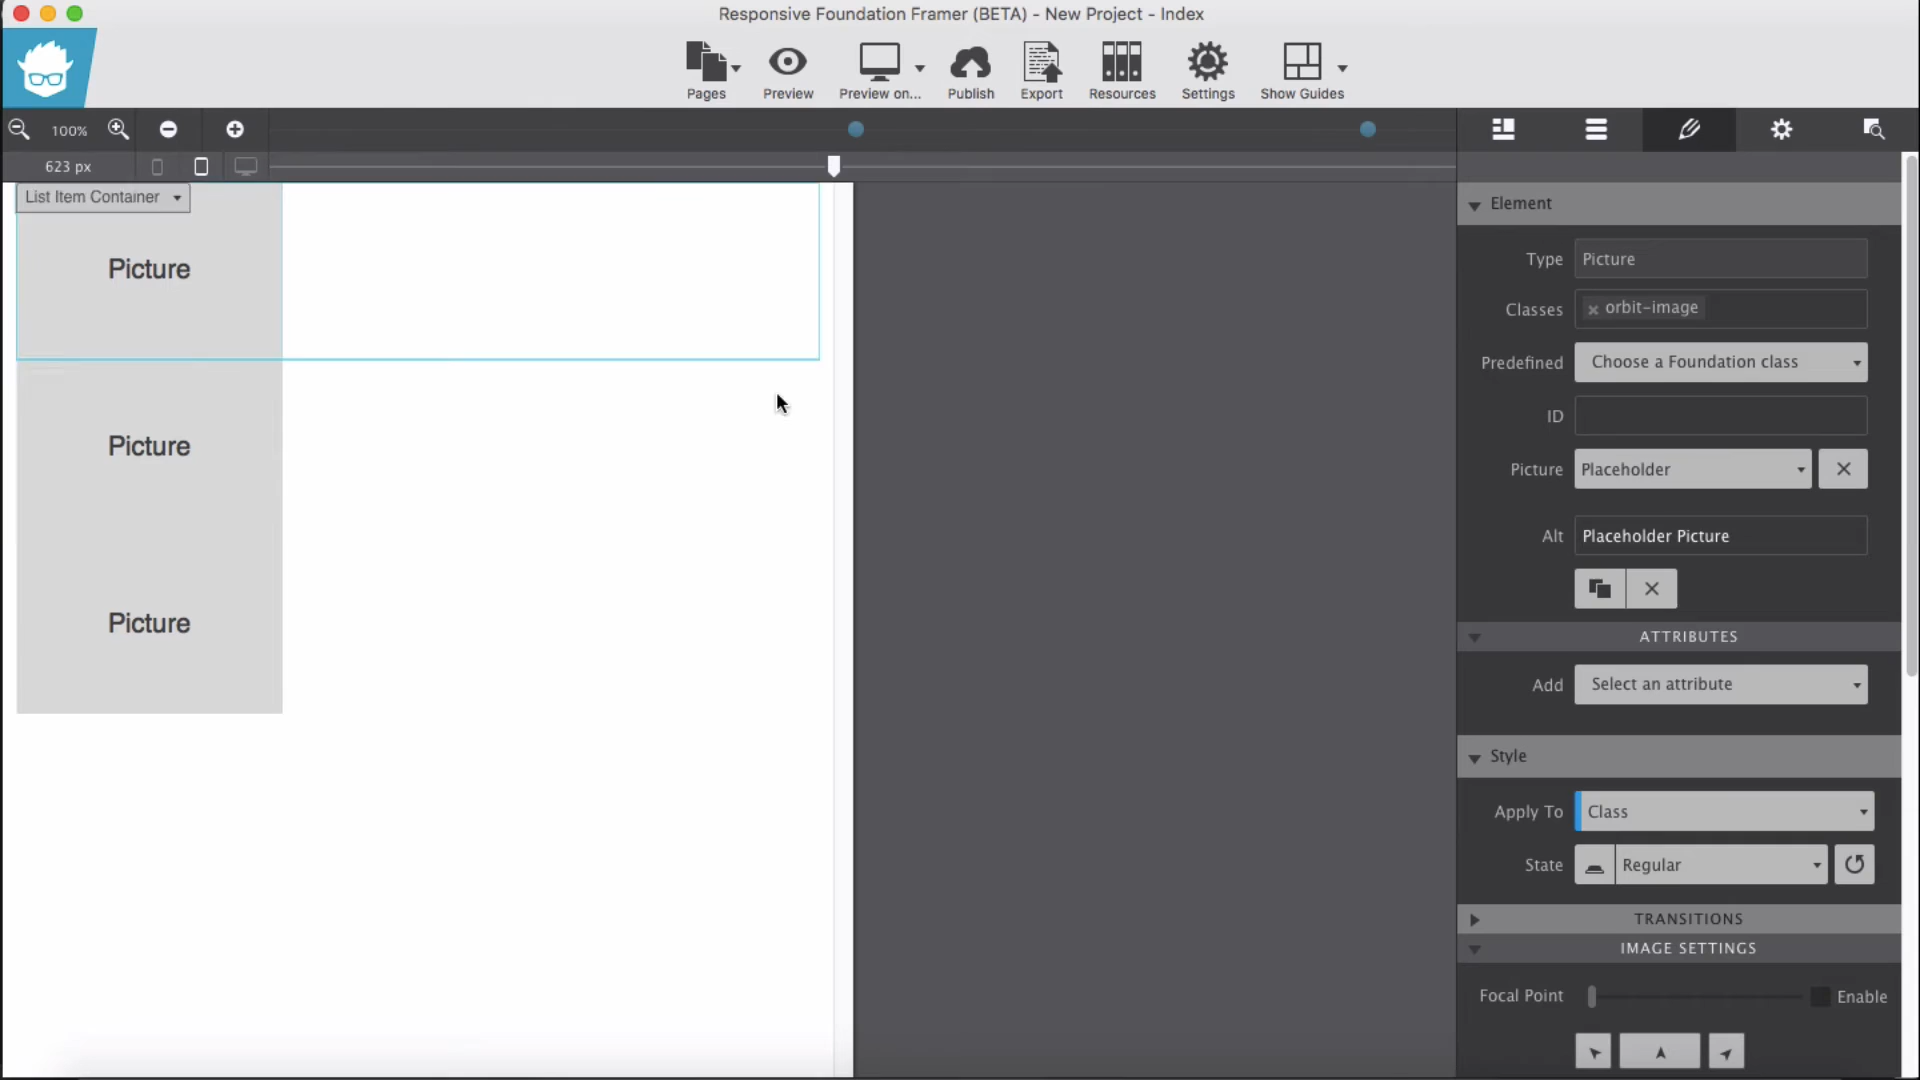 Responsive Foundation Framer (BETA) - New Project - Index
Pages Preview Preview on... Publish Export Resources Settings Show Guides
100%
623 px
List Item Container
Picture
Picture
Picture
Element
Type Picture
Classes × orbit-image
Predefined Choose a Foundation class
ID
Picture Placeholder
Alt Placeholder Picture
ATTRIBUTES
Add Select an attribute
Style
Apply To Class
State Regular
TRANSITIONS
IMAGE SETTINGS
Focal Point Enable